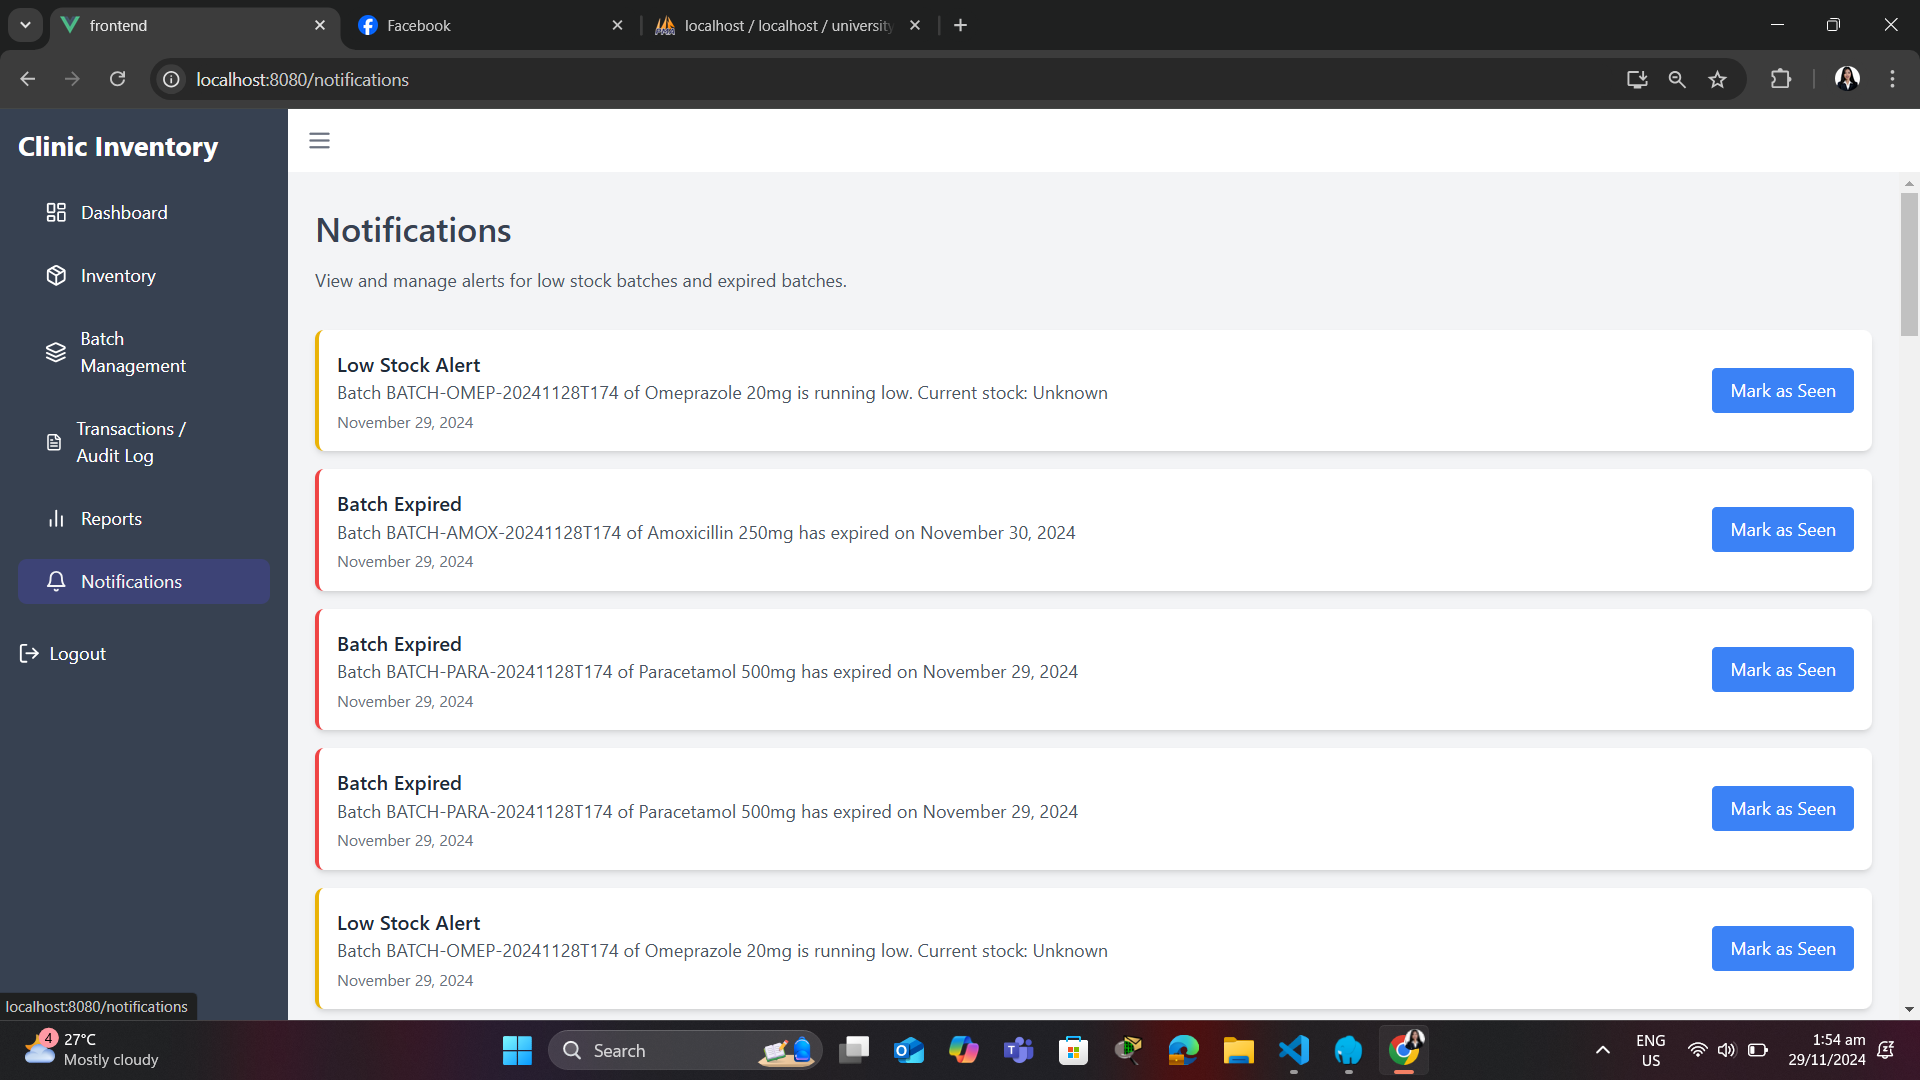 frontend
Facebook
localhost / localhost / university
localhost:8080/notifications
Clinic Inventory
Dashboard
Inventory
Batch
Management
Transactions /
Audit Log
Reports
Notifications
Logout
Notifications
View and manage alerts for low stock batches and expired batches.
Low Stock Alert
Batch BATCH-OMEP-20241128T174 of Omeprazole 20mg is running low. Current stock: Unknown
November 29, 2024
Mark as Seen
Batch Expired
Batch BATCH-AMOX-20241128T174 of Amoxicillin 250mg has expired on November 30, 2024
November 29, 2024
Mark as Seen
Batch Expired
Batch BATCH-PARA-20241128T174 of Paracetamol 500mg has expired on November 29, 2024
November 29, 2024
Mark as Seen
Batch Expired
Batch BATCH-PARA-20241128T174 of Paracetamol 500mg has expired on November 29, 2024
November 29, 2024
Mark as Seen
Low Stock Alert
Batch BATCH-OMEP-20241128T174 of Omeprazole 20mg is running low. Current stock: Unknown
November 29, 2024
Mark as Seen
localhost:8080/notifications
4
27°C
Mostly cloudy
Search
ENG
US
1:54 am
29/11/2024